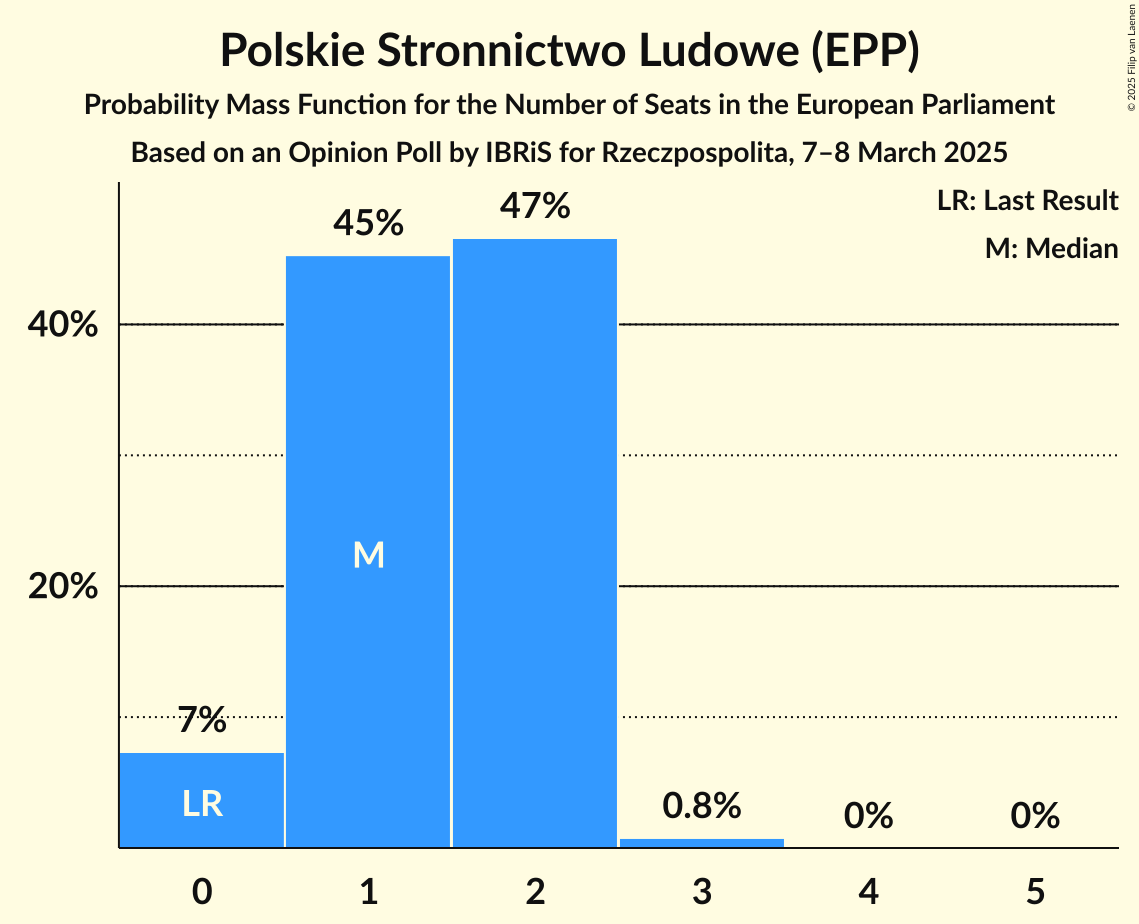 Polskie Stronnictwo Ludowe (EPP)
Probability Mass Function for the Number of Seats in the European Parliament
Based on an Opinion Poll by IBRiS for Rzeczpospolita, 7–8 March 2025
© 2025 Filip van Laenen
LR: Last Result
M: Median
45%
47%
40%
M
20%
7%
LR
0.8%
0%
0%
0
1
2
3
4
5